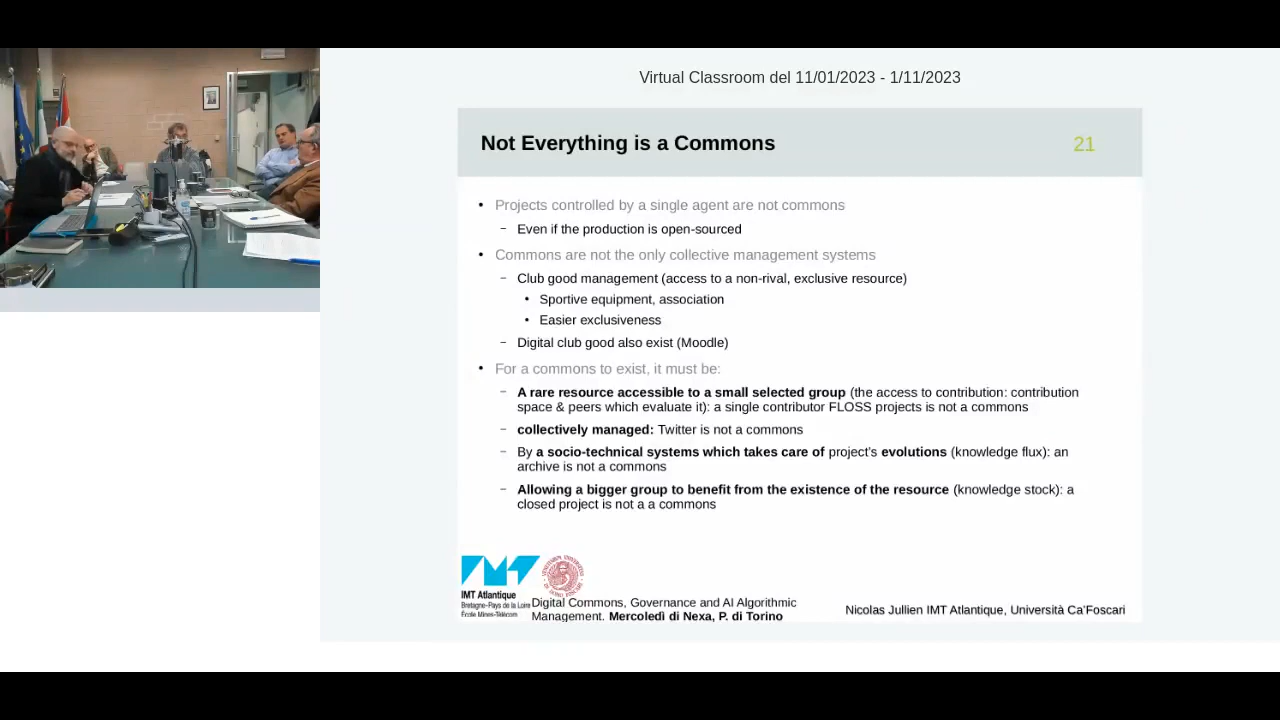 Virtual Classroom del 11/01/2023 - 1/11/2023
Not Everything is a Commons
21
• Projects controlled by a single agent are not commons
– Even if the production is open-sourced
• Commons are not the only collective management systems
– Club good management (access to a non-rival, exclusive resource)
• Sportive equipment, association
• Easier exclusiveness
– Digital club good also exist (Moodle)
• For a commons to exist, it must be:
– A rare resource accessible to a small selected group (the access to contribution: contribution
space & peers which evaluate it): a single contributor FLOSS projects is not a commons
– collectively managed: Twitter is not a commons
– By a socio-technical systems which takes care of project's evolutions (knowledge flux): an
archive is not a commons
– Allowing a bigger group to benefit from the existence of the resource (knowledge stock): a
closed project is not a a commons
IMT Atlantique
Bretagne-Pays de la Loire
École Mines-Télécom
Digital Commons, Governance and AI Algorithmic
Management. Mercoledì di Nexa, P. di Torino
Nicolas Jullien IMT Atlantique, Università Ca'Foscari